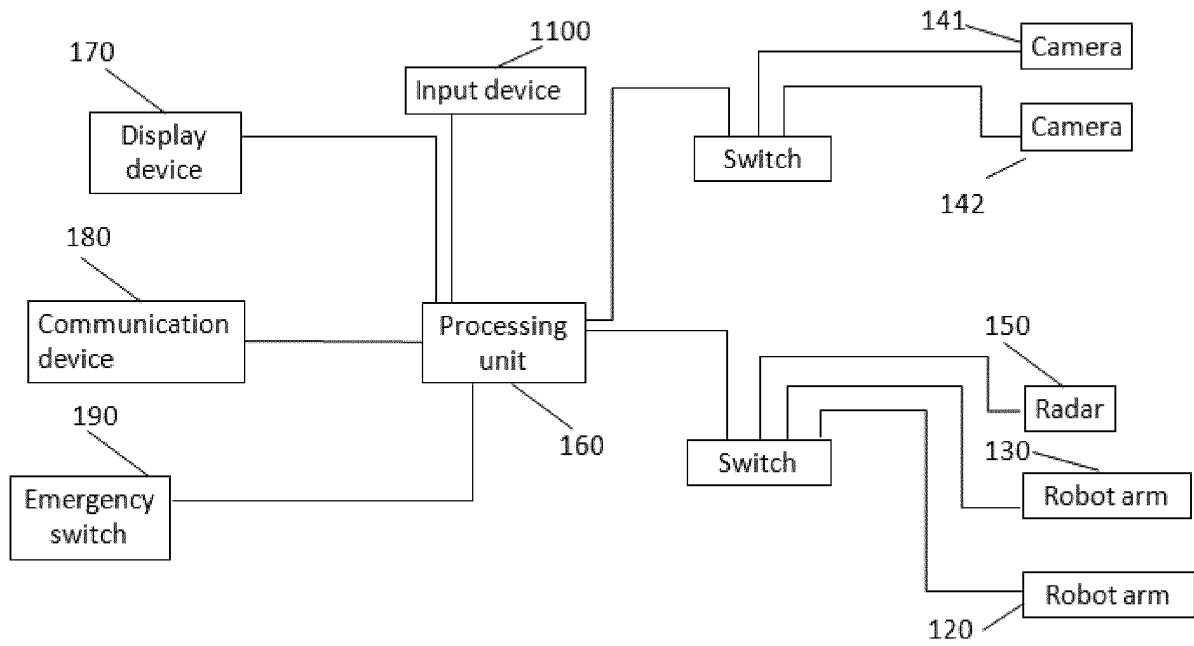 1100
141
Camera
170
Input device
Camera
Display
device
Switch
142
180
Communication
device
Processing
unit
150
Radar
190
160
Switch
130
Robot arm
Emergency
switch
Robot arm
120